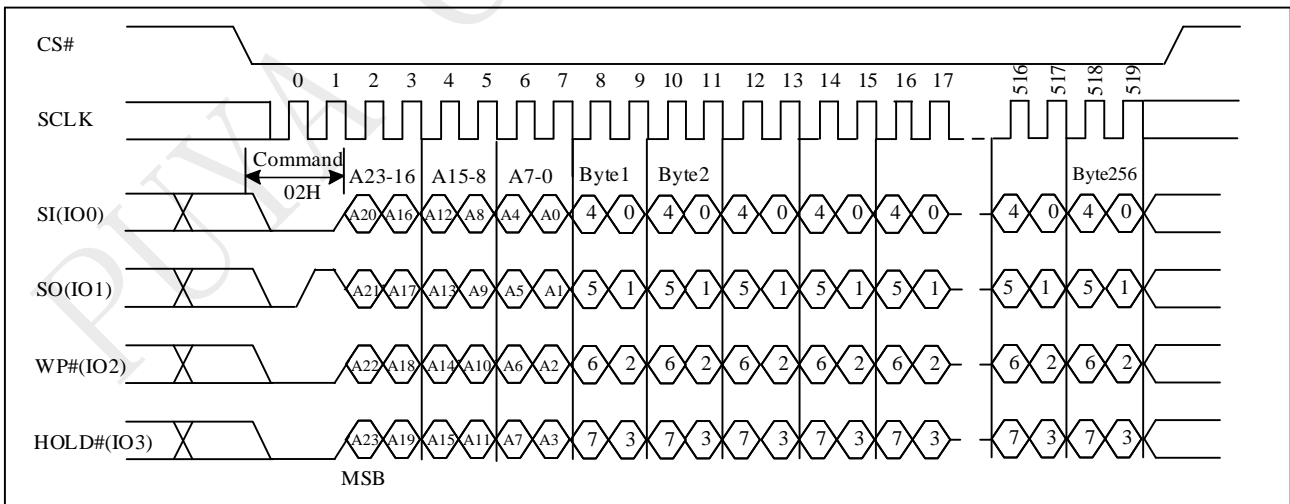 PUYA
CS#
0 1 2 3 4 5 6 7 8 9 10 11 12 13 14 15 16 17 516 517 518 519
SCLK
Command
02H
A23-16 A15-8 A7-0 Byte1 Byte2 Byte256
SI(IO0) A20 A16 A12 A8 A4 A0 4 0 4 0 4 0 4 0 4 0 4 0 4 0
SO(IO1) A21 A17 A13 A9 A5 A1 5 1 5 1 5 1 5 1 5 1 5 1 5 1
WP#(IO2) A22 A18 A14 A10 A6 A2 6 2 6 2 6 2 6 2 6 2 6 2 6 2
HOLD#(IO3) A23 A19 A15 A11 A7 A3 7 3 7 3 7 3 7 3 7 3 7 3 7 3
MSB